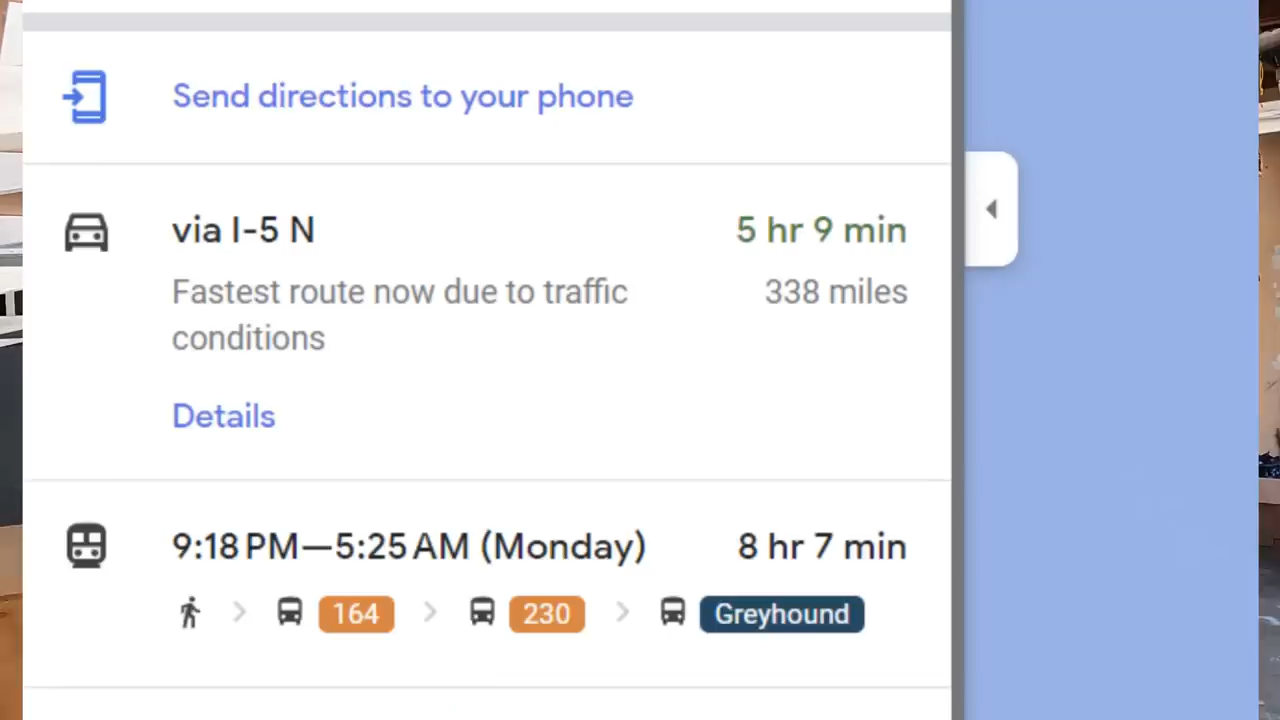 Send directions to your phone
via I-5 N
5 hr 9 min
Fastest route now due to traffic
338 miles
conditions
Details
9:18 PM—5:25 AM (Monday)
8 hr 7 min
164
230
Greyhound